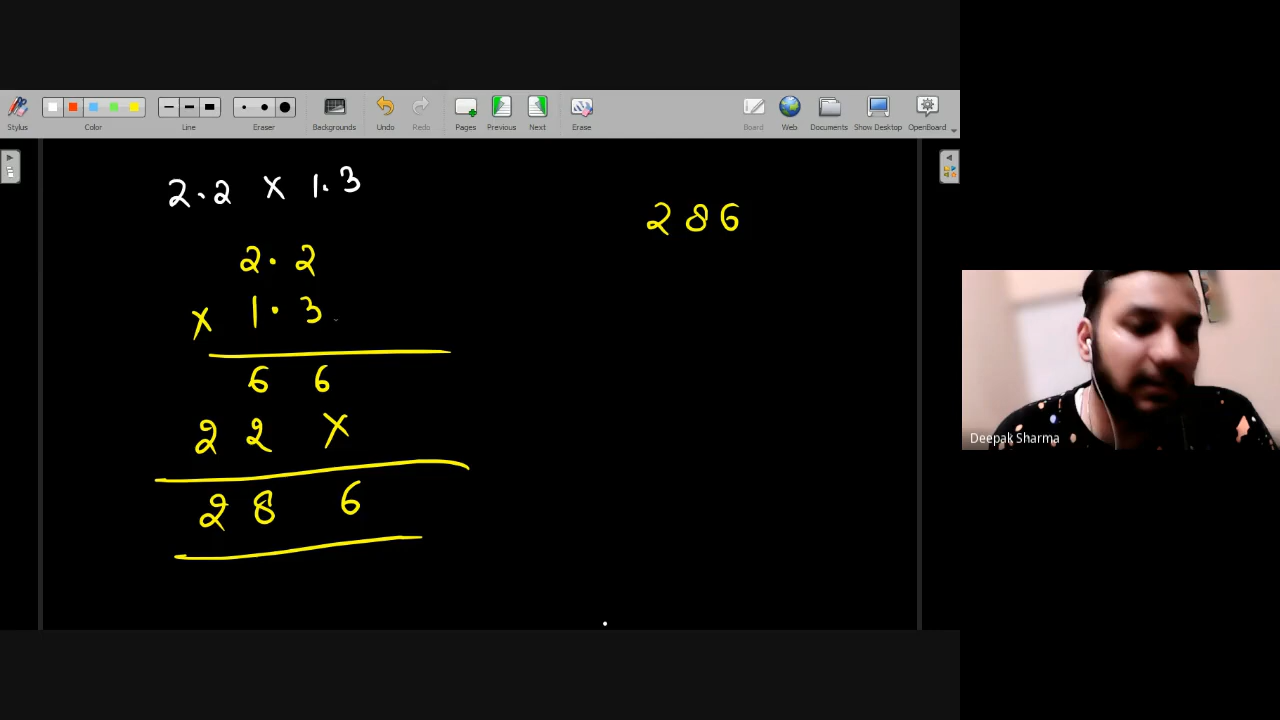 Stylus Color Line Eraser Backgrounds Undo Redo Pages Previous Next Erase Board Web Documents Show Desktop OpenBoard
2.2 x 1.3
286
2.2
x 1.3
6 6
2 2 x
2 8 6
Deepak Sharma